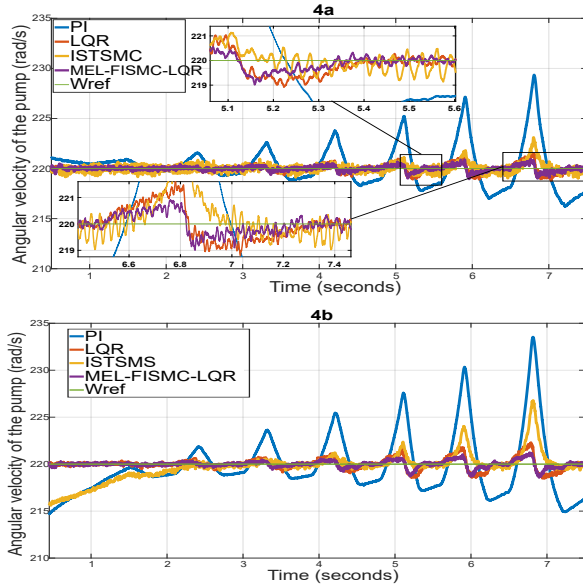 4a
Angular velocity of the pump (rad/s)
235
230
225
220
215
210
PI
LQR
ISTSMC
MEL-FISMC-LQR
Wref
221
220
219
5.1 5.2 5.3 5.4 5.5 5.6
221
220
219
6.6 6.8 7 7.2 7.4
1 2 3 4 5 6 7
Time (seconds)
4b
Angular velocity of the pump (rad/s)
235
230
225
220
215
210
PI
LQR
ISTSMS
MEL-FISMC-LQR
Wref
1 2 3 4 5 6 7
Time (seconds)